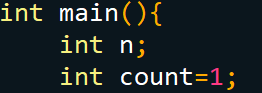 int main(){
    int n;
    int count=1;